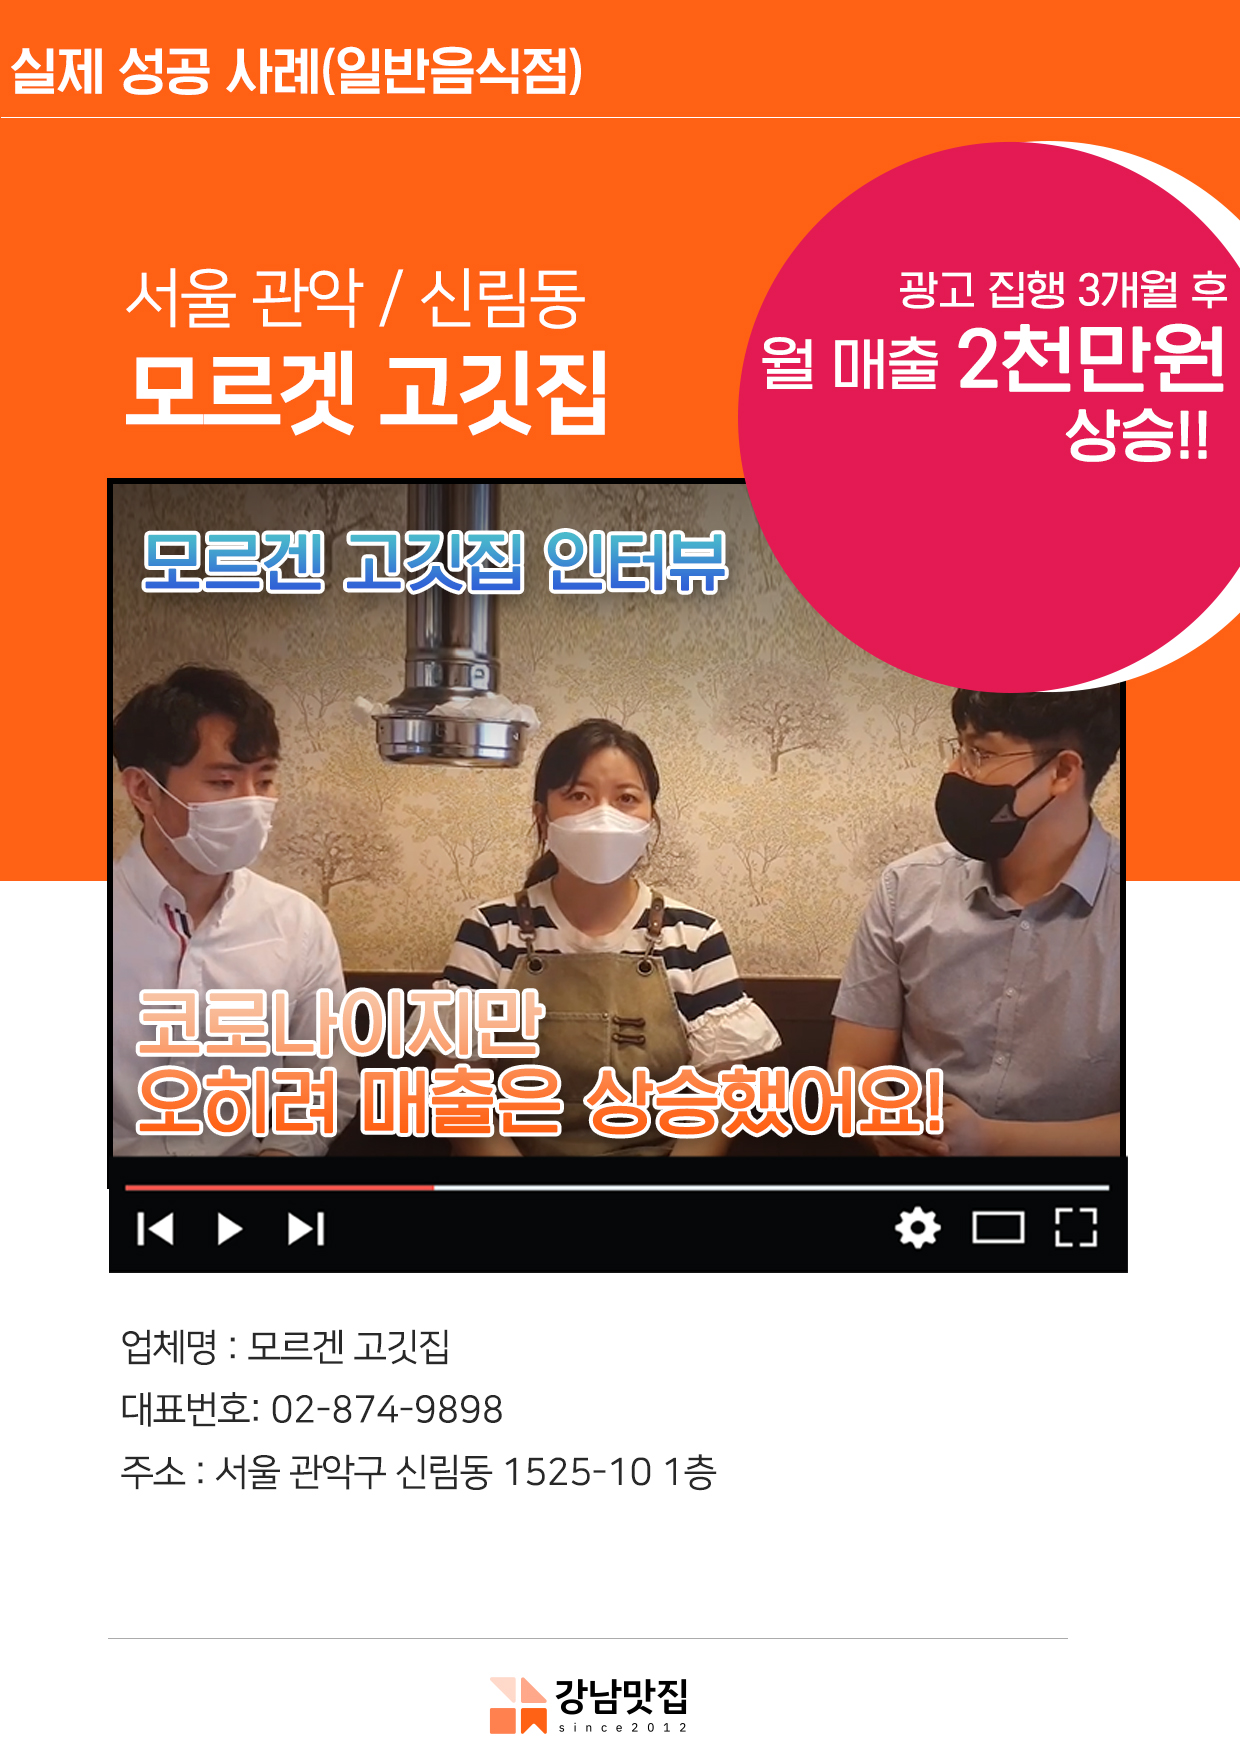 실제 성공 사례(일반음식점)
서울 관악 / 신림동
모르겟 고깃집
광고 집행 3개월 후
월 매출 2천만원
상승!!
모르겐 고깃집 인터뷰
코로나이지만
오히려 매출은 상승했어요!
업체명 : 모르겐 고깃집
대표번호: 02-874-9898
주소 : 서울 관악구 신림동 1525-10 1층
강남맛집
since2012